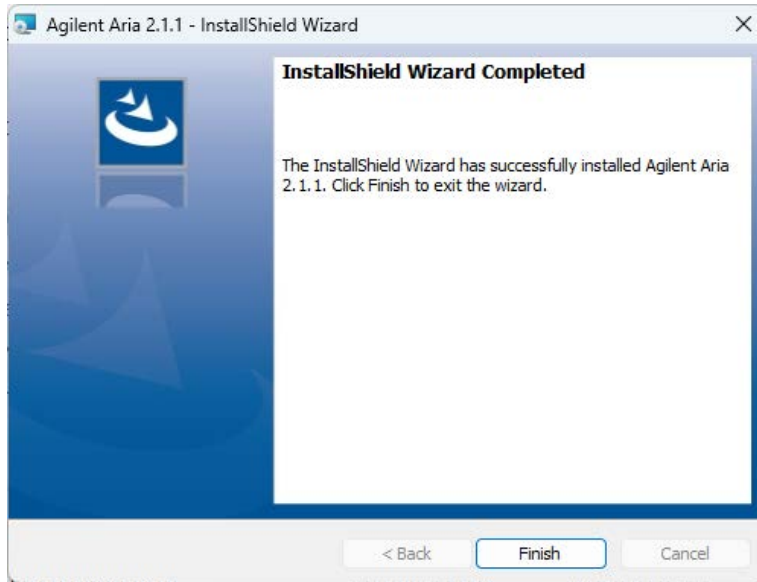 Agilent Aria 2.1.1 - InstallShield Wizard
InstallShield Wizard Completed
The InstallShield Wizard has successfully installed Agilent Aria
2.1.1. Click Finish to exit the wizard.
< Back
Finish
Cancel